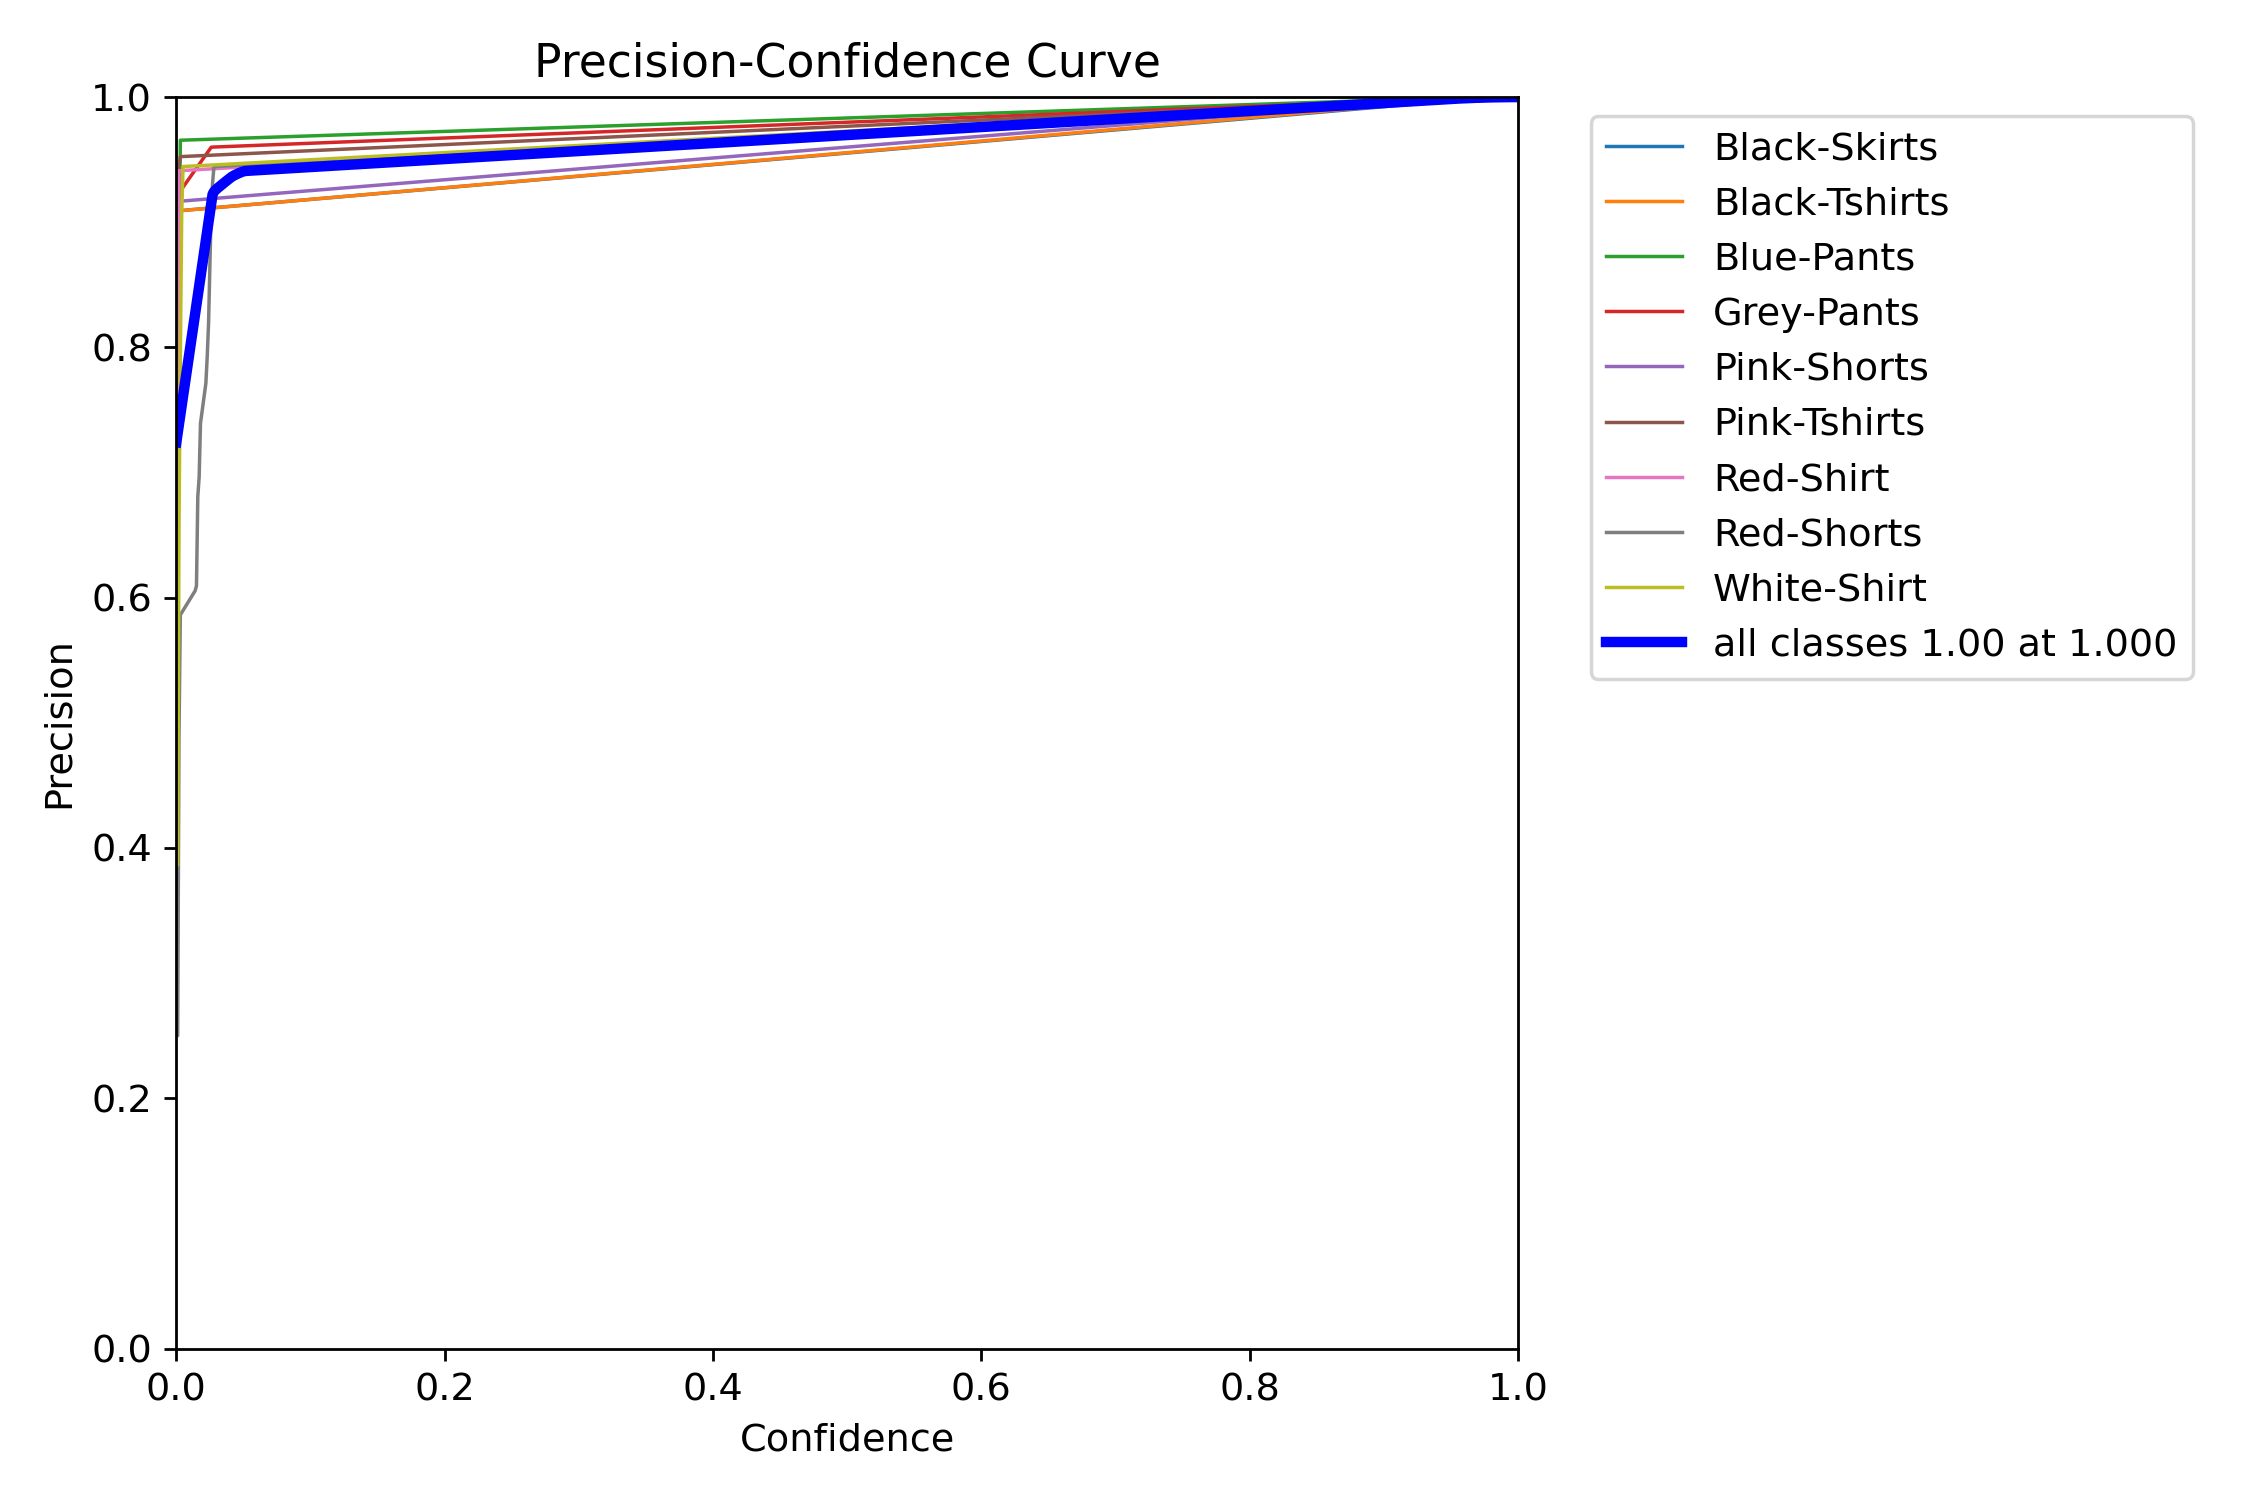 Precision-Confidence Curve
1.0
0.8
0.6
0.4
0.2
0.0
Precision
0.0 0.2 0.4 0.6 0.8 1.0
Confidence
Black-Skirts
Black-Tshirts
Blue-Pants
Grey-Pants
Pink-Shorts
Pink-Tshirts
Red-Shirt
Red-Shorts
White-Shirt
all classes 1.00 at 1.000